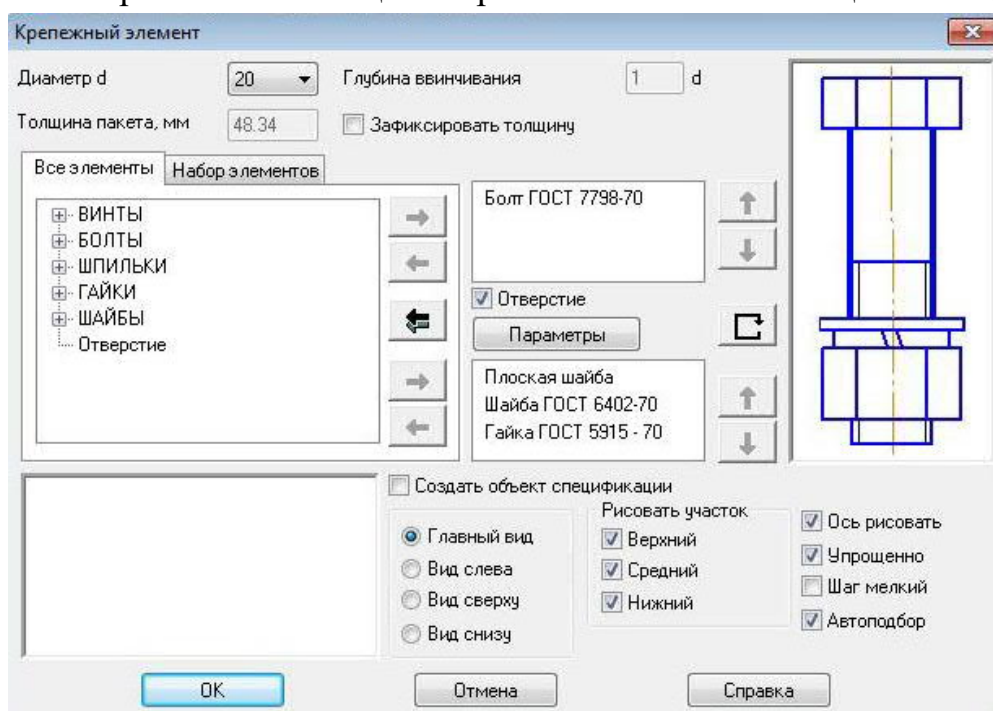 Крепежный элемент
Диаметр d 20 Глубина ввинчивания 1 d
Толщина пакета, мм 48.34 Зафиксировать толщину
Все элементы Набор элементов
ВИНТЫ
БОЛТЫ
ШПИЛЬКИ
ГАЙКИ
ШАЙБЫ
Отверстие
Болт ГОСТ 7798-70
Отверстие
Параметры
Плоская шайба
Шайба ГОСТ 6402-70
Гайка ГОСТ 5915 - 70
Создать объект спецификации
Главный вид
Вид слева
Вид сверху
Вид снизу
Рисовать участок
Верхний
Средний
Нижний
Ось рисовать
Упрощенно
Шаг мелкий
Автоподбор
OK Отмена Справка